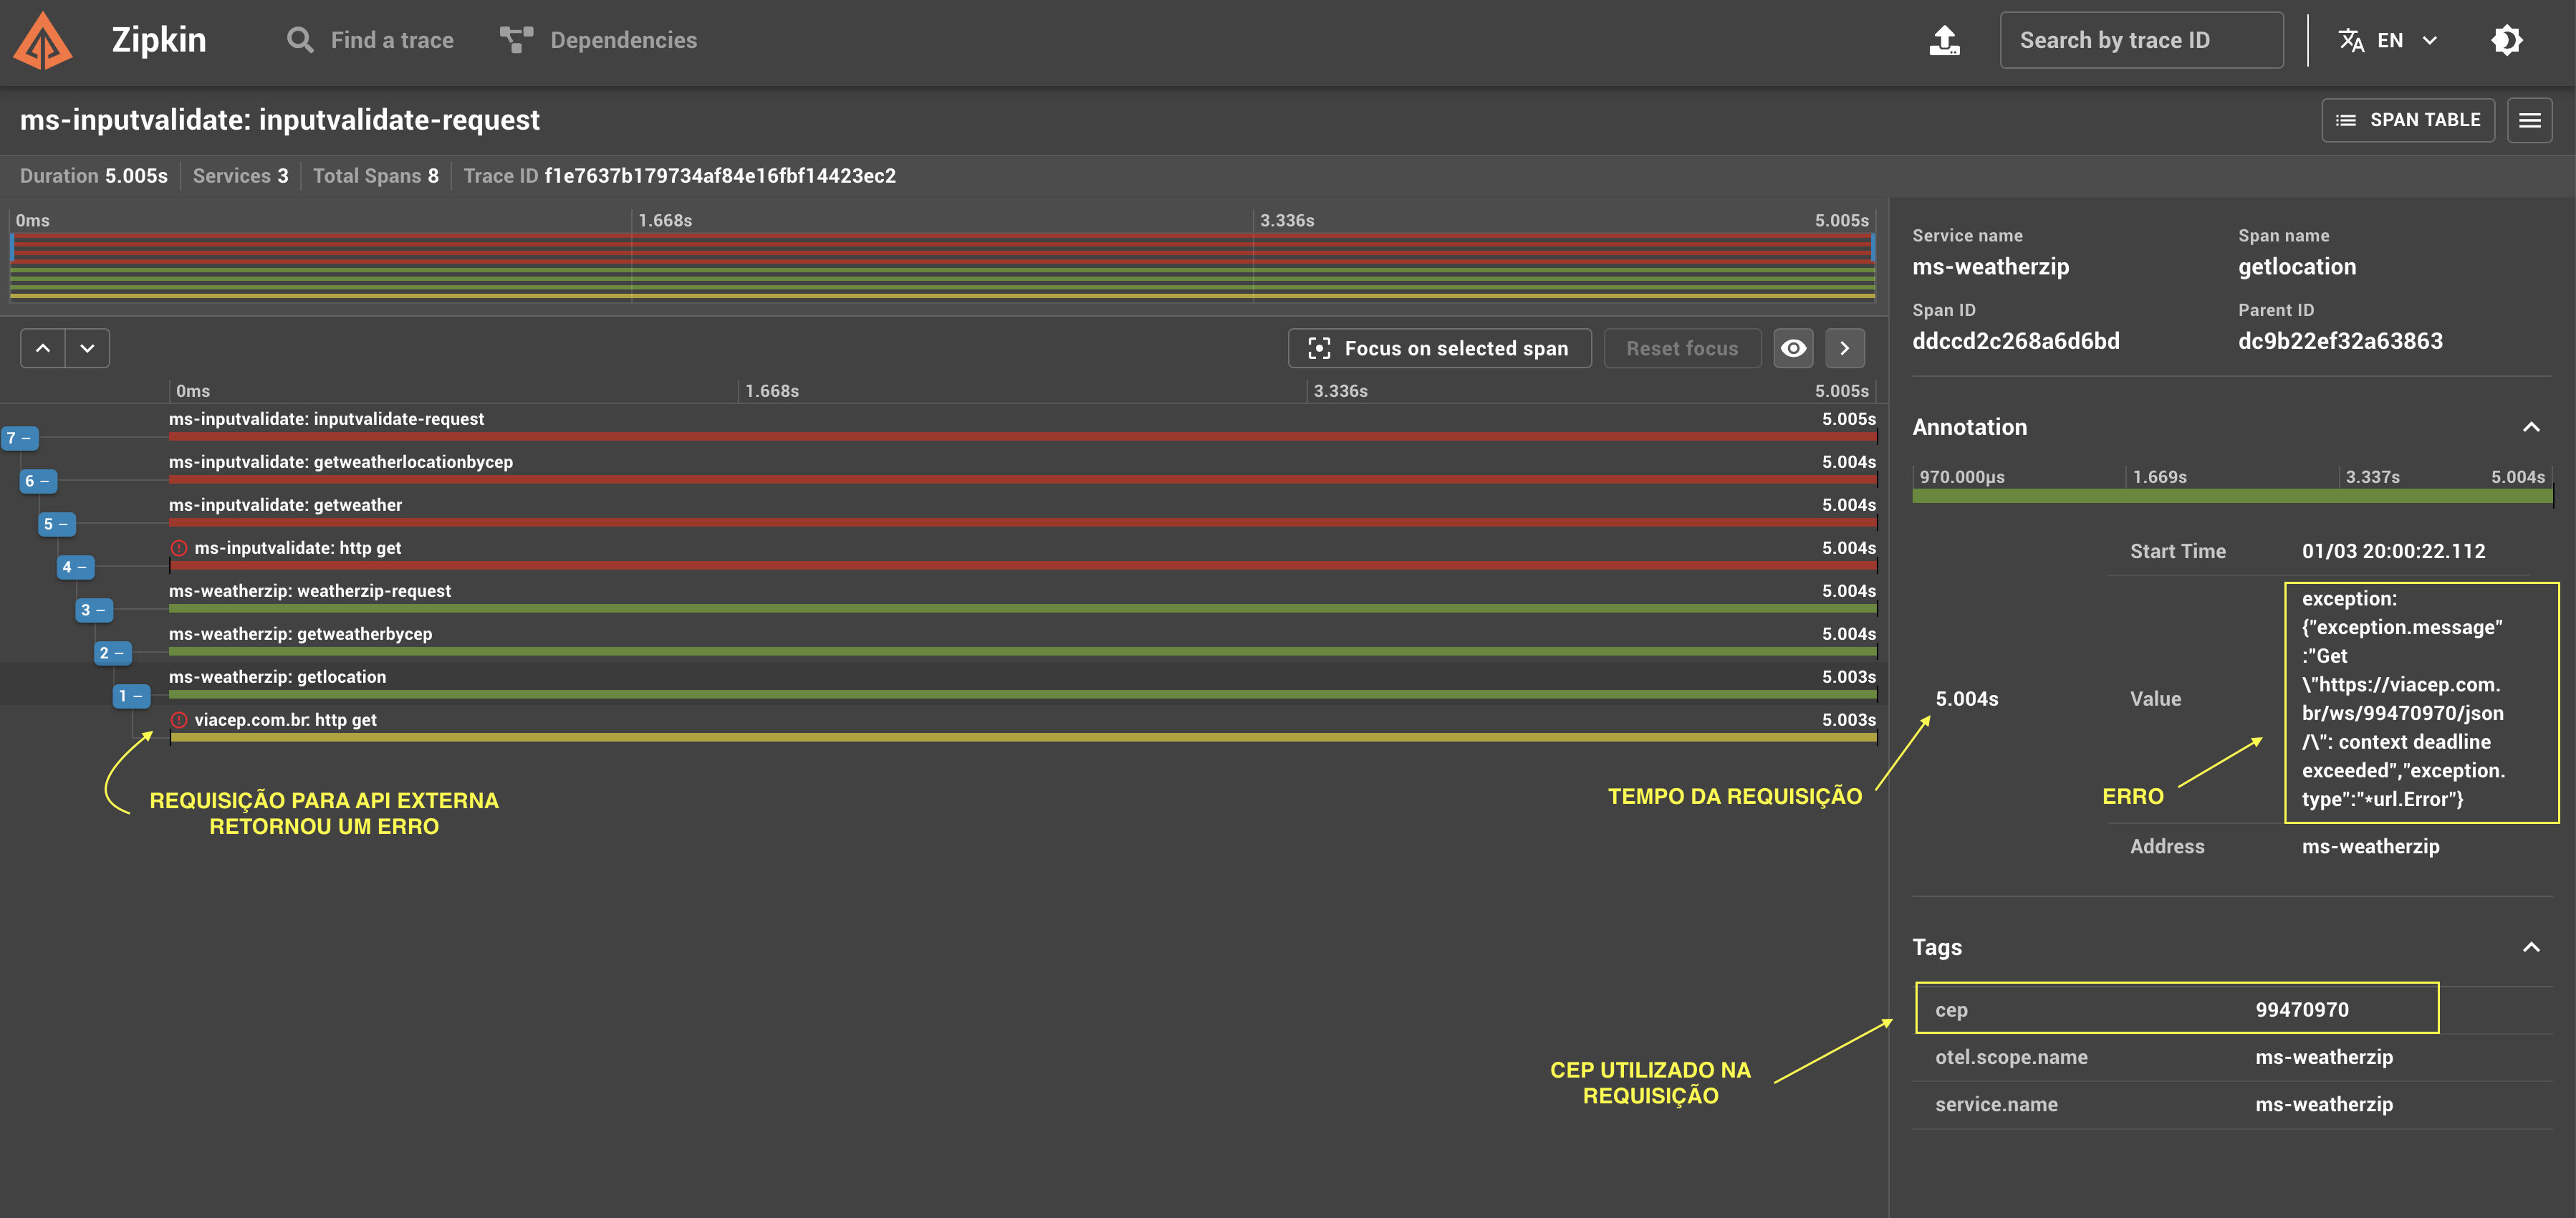 Zipkin
Find a trace
Dependencies
Search by trace ID
EN
ms-inputvalidate: inputvalidate-request
SPAN TABLE
Duration 5.005s
Services 3
Total Spans 8
Trace ID f1e7637b179734af84e16fbf14423ec2
0ms 1.668s 3.336s 5.005s
Focus on selected span
Reset focus
0ms 1.668s 3.336s 5.005s
ms-inputvalidate: inputvalidate-request 5.005s
7 –
ms-inputvalidate: getweatherlocationbycep 5.004s
6 –
ms-inputvalidate: getweather 5.004s
5 –
ms-inputvalidate: http get 5.004s
4 –
ms-weatherzip: weatherzip-request 5.004s
3 –
ms-weatherzip: getweatherbycep 5.004s
2 –
ms-weatherzip: getlocation 5.003s
1 –
viacep.com.br: http get 5.003s
REQUISIÇÃO PARA API EXTERNA
RETORNOU UM ERRO
TEMPO DA REQUISIÇÃO
ERRO
CEP UTILIZADO NA
REQUISIÇÃO
Service name
ms-weatherzip
Span name
getlocation
Span ID
ddccd2c268a6d6bd
Parent ID
dc9b22ef32a63863
Annotation
970.000μs 1.669s 3.337s 5.004s
Start Time 01/03 20:00:22.112
5.004s
Value
exception:
{"exception.message"
:"Get
\"https://viacep.com.
br/ws/99470970/json
/\": context deadline
exceeded","exception.
type":"*url.Error"}
Address ms-weatherzip
Tags
cep 99470970
otel.scope.name ms-weatherzip
service.name ms-weatherzip